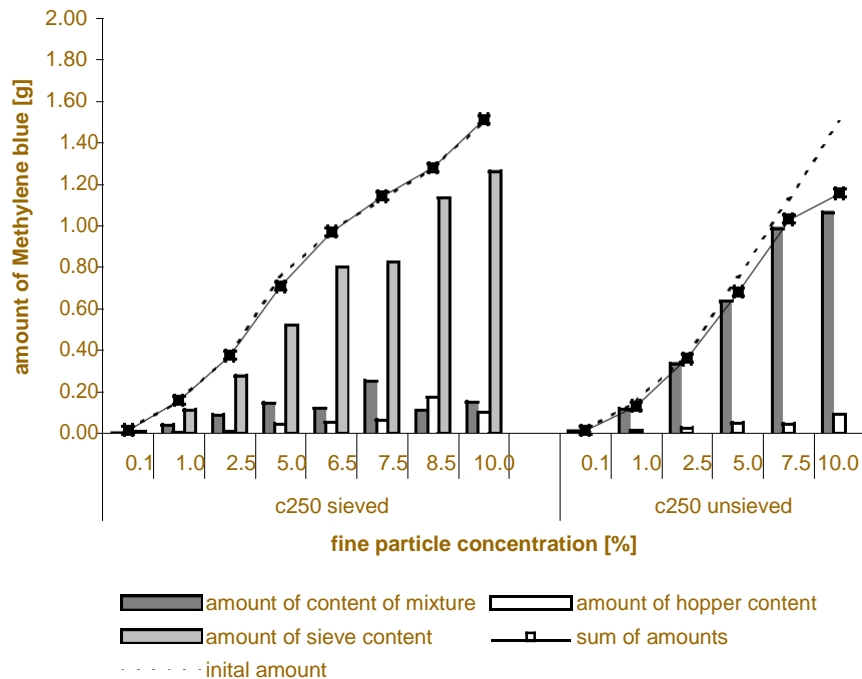 2.00
1.80
1.60
1.40
1.20
1.00
0.80
0.60
0.40
0.20
0.00
amount of Methylene blue [g]
0.1 1.0 2.5 5.0 6.5 7.5 8.5 10.0 0.1 1.0 2.5 5.0 7.5 10.0
c250 sieved c250 unsieved
fine particle concentration [%]
amount of content of mixture amount of hopper content
amount of sieve content sum of amounts
inital amount